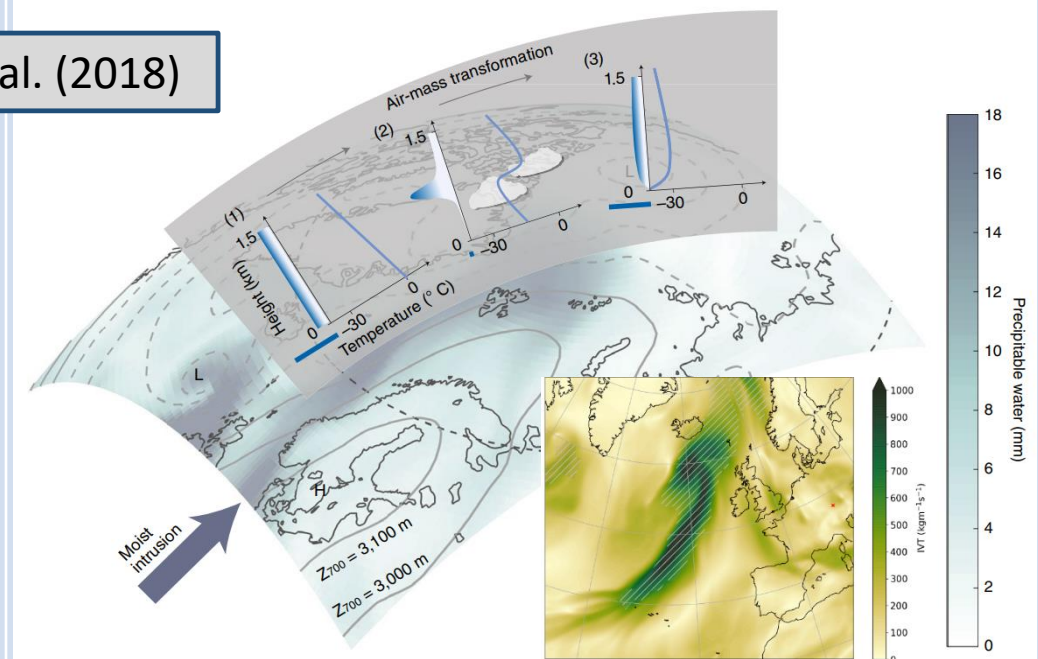 al. (2018)
Air-mass transformation
(1)
1.5
0
Height (km)
-30
0
Temperature (° C)
(2)
1.5
0
-30
0
(3)
1.5
0
-30
0
L
L
H
Moist
intrusion
Z700 = 3,100 m
Z700 = 3,000 m
1000
900
800
700
600
500
400
300
200
100
0
IVT (kgm⁻¹s⁻¹)
18
16
14
12
10
8
6
4
2
0
Precipitable water (mm)